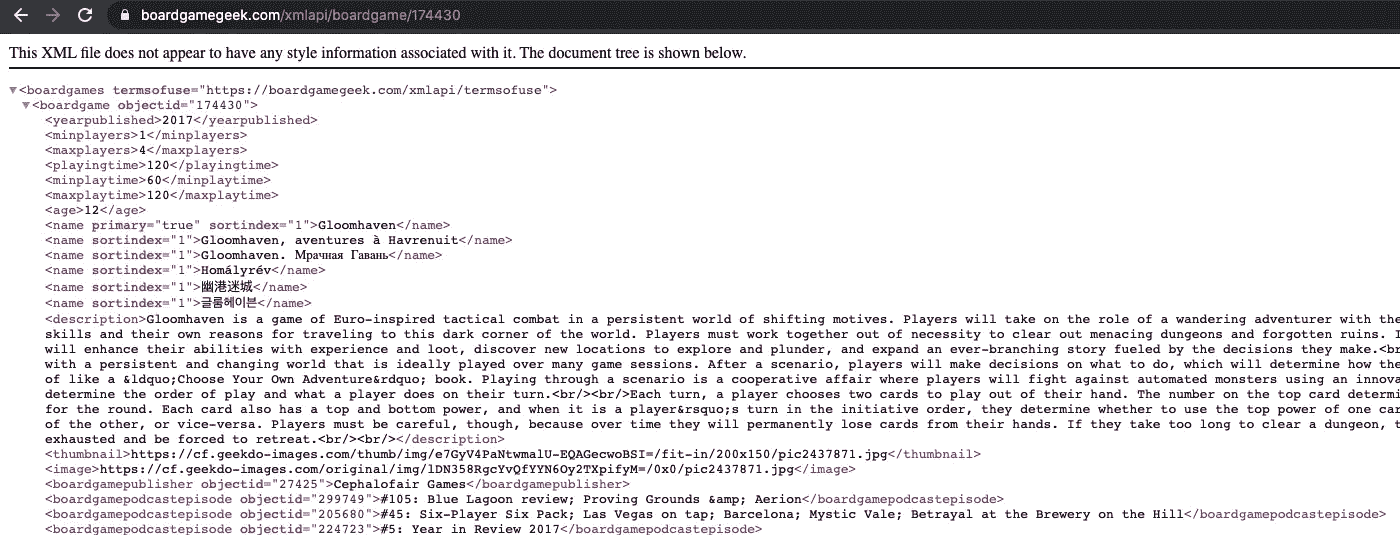 boardgamegeek.com/xmlapi/boardgame/174430
This XML file does not appear to have any style information associated with it. The document tree is shown below.
▼<boardgames termsofuse="https://boardgamegeek.com/xmlapi/termsofuse">
▼<boardgame objectid="174430">
<yearpublished>2017</yearpublished>
<minplayers>1</minplayers>
<maxplayers>4</maxplayers>
<playingtime>120</playingtime>
<minplaytime>60</minplaytime>
<maxplaytime>120</maxplaytime>
<age>12</age>
<name primary="true" sortindex="1">Gloomhaven</name>
<name sortindex="1">Gloomhaven, aventures à Havrenuit</name>
<name sortindex="1">Gloomhaven. Мрачная Гавань</name>
<name sortindex="1">Homályrév</name>
<name sortindex="1">幽港迷城</name>
<name sortindex="1">글룸헤이븐</name>
<description>Gloomhaven is a game of Euro-inspired tactical combat in a persistent world of shifting motives. Players will take on the role of a wandering adventurer with the
skills and their own reasons for traveling to this dark corner of the world. Players must work together out of necessity to clear out menacing dungeons and forgotten ruins. I
will enhance their abilities with experience and loot, discover new locations to explore and plunder, and expand an ever-branching story fueled by the decisions they make.<br
with a persistent and changing world that is ideally played over many game sessions. After a scenario, players will make decisions on what to do, which will determine how the
of like a &ldquo;Choose Your Own Adventure&rdquo; book. Playing through a scenario is a cooperative affair where players will fight against automated monsters using an innova
determine the order of play and what a player does on their turn.<br/><br/>Each turn, a player chooses two cards to play out of their hand. The number on the top card determi
for the round. Each card also has a top and bottom power, and when it is a player&rsquo;s turn in the initiative order, they determine whether to use the top power of one car
of the other, or vice-versa. Players must be careful, though, because over time they will permanently lose cards from their hands. If they take too long to clear a dungeon, t
exhausted and be forced to retreat.<br/><br/></description>
<thumbnail>https://cf.geekdo-images.com/thumb/img/e7GyV4PaNtwmalU-EQAGecwoBSI=/fit-in/200x150/pic2437871.jpg</thumbnail>
<image>https://cf.geekdo-images.com/original/img/lDN358RgcYvQfYYN6Oy2TXpifyM=/0x0/pic2437871.jpg</image>
<boardgamepublisher objectid="27425">Cephalofair Games</boardgamepublisher>
<boardgamepodcastepisode objectid="299749">#105: Blue Lagoon review; Proving Grounds &amp; Aerion</boardgamepodcastepisode>
<boardgamepodcastepisode objectid="205680">#45: Six-Player Six Pack; Las Vegas on tap; Barcelona; Mystic Vale; Betrayal at the Brewery on the Hill</boardgamepodcastepisode>
<boardgamepodcastepisode objectid="224723">#5: Year in Review 2017</boardgamepodcastepisode>